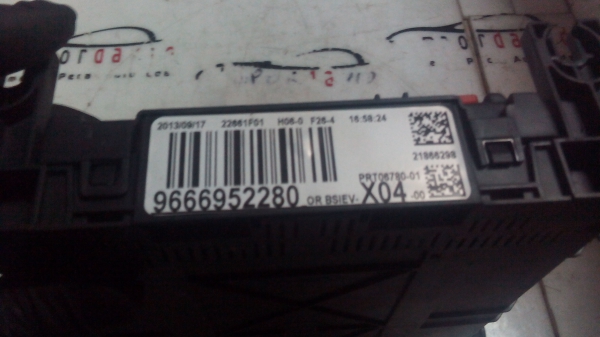 2013/09/17 22661F01 H06-0 F26-4 16:58:24
21866298
PRT06780-01
9666952280 OR BSIEV- X04 -00